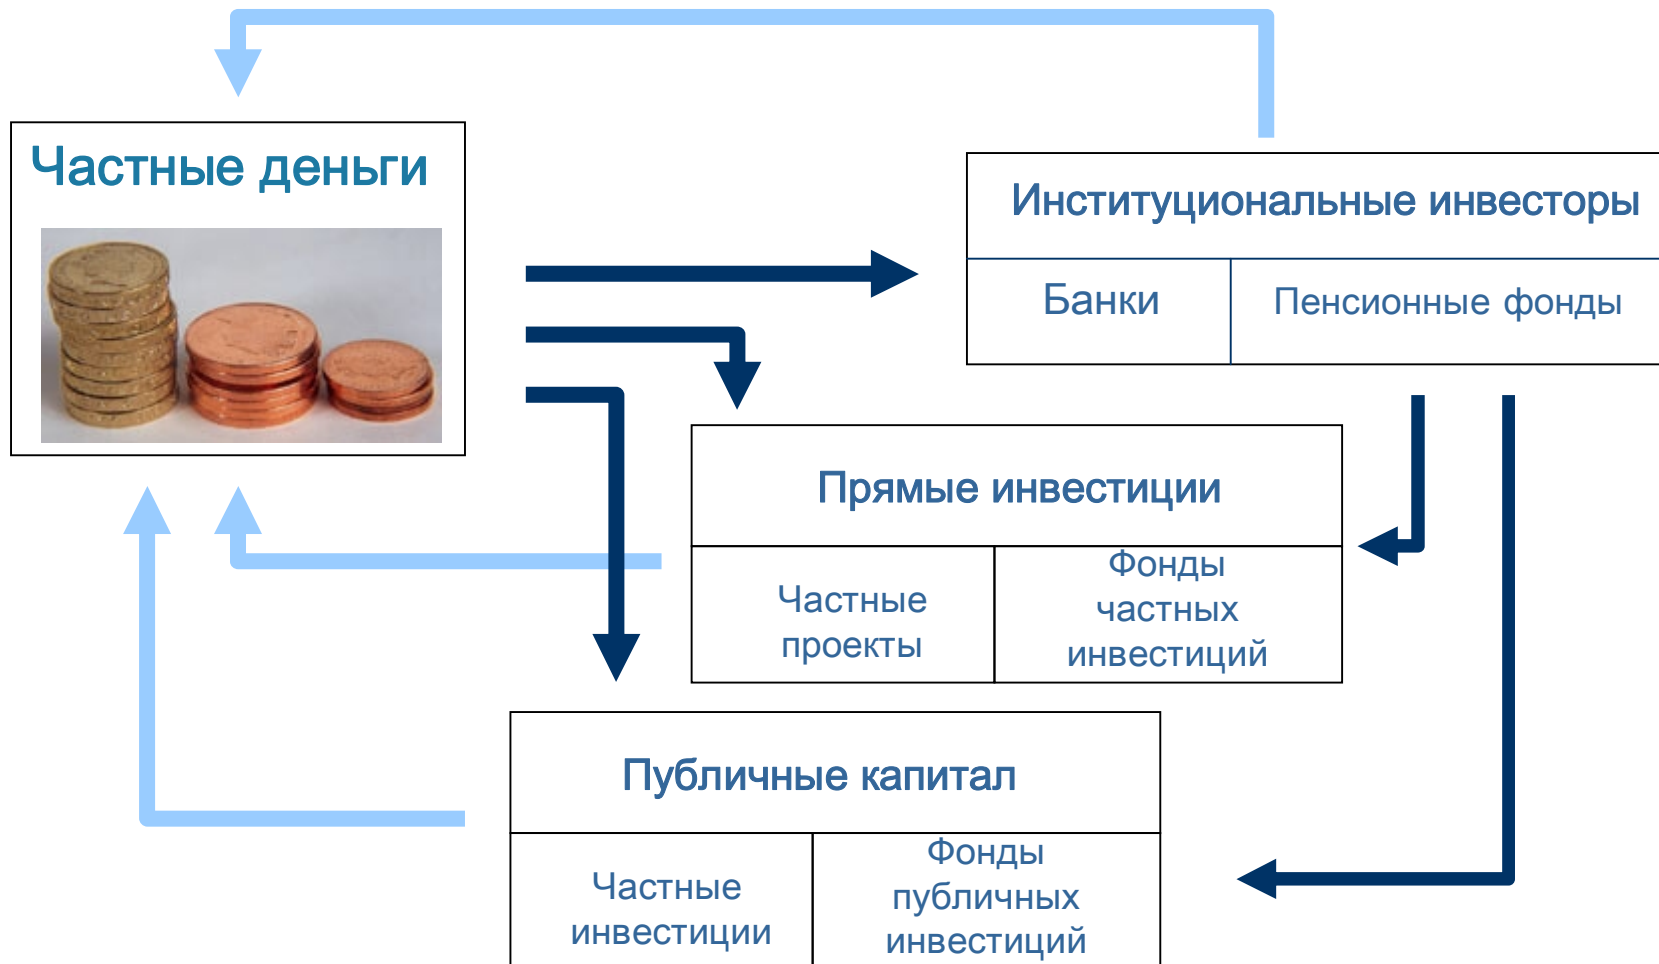 Частные деньги
Институциональные инвесторы
Банки
Пенсионные фонды
Прямые инвестиции
Частные
проекты
Фонды
частных
инвестиций
Публичные капитал
Частные
инвестиции
Фонды
публичных
инвестиций